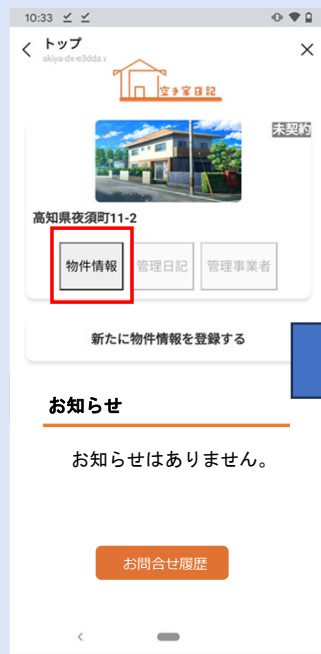 10:33
トップ
akiya-dx-e3dda.v
空き家日記
未契約
高知県夜須町11-2
物件情報
管理日記
管理事業者
新たに物件情報を登録する
お知らせ
お知らせはありません。
お問合せ履歴